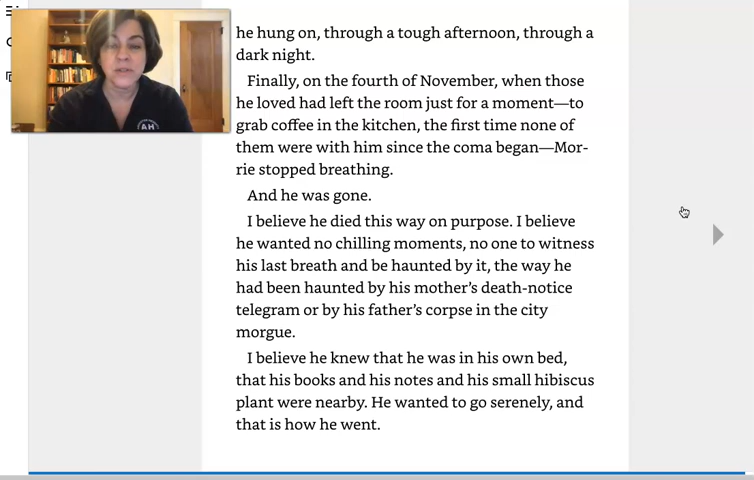 he hung on, through a tough afternoon, through a
dark night.
Finally, on the fourth of November, when those
he loved had left the room just for a moment—to
grab coffee in the kitchen, the first time none of
them were with him since the coma began—Mor-
rie stopped breathing.
And he was gone.
I believe he died this way on purpose. I believe
he wanted no chilling moments, no one to witness
his last breath and be haunted by it, the way he
had been haunted by his mother's death-notice
telegram or by his father's corpse in the city
morgue.
I believe he knew that he was in his own bed,
that his books and his notes and his small hibiscus
plant were nearby. He wanted to go serenely, and
that is how he went.
AH